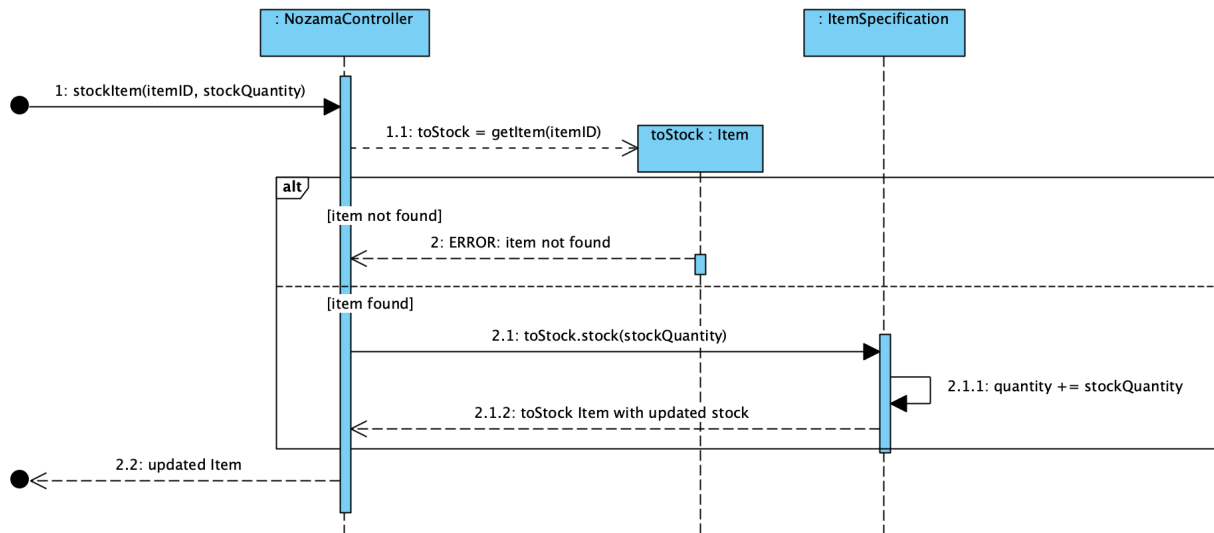 : NozamaController
: ItemSpecification
1: stockItem(itemID, stockQuantity)
1.1: toStock = getItem(itemID)
toStock : Item
alt
[item not found]
2: ERROR: item not found
[item found]
2.1: toStock.stock(stockQuantity)
2.1.1: quantity += stockQuantity
2.1.2: toStock Item with updated stock
2.2: updated Item